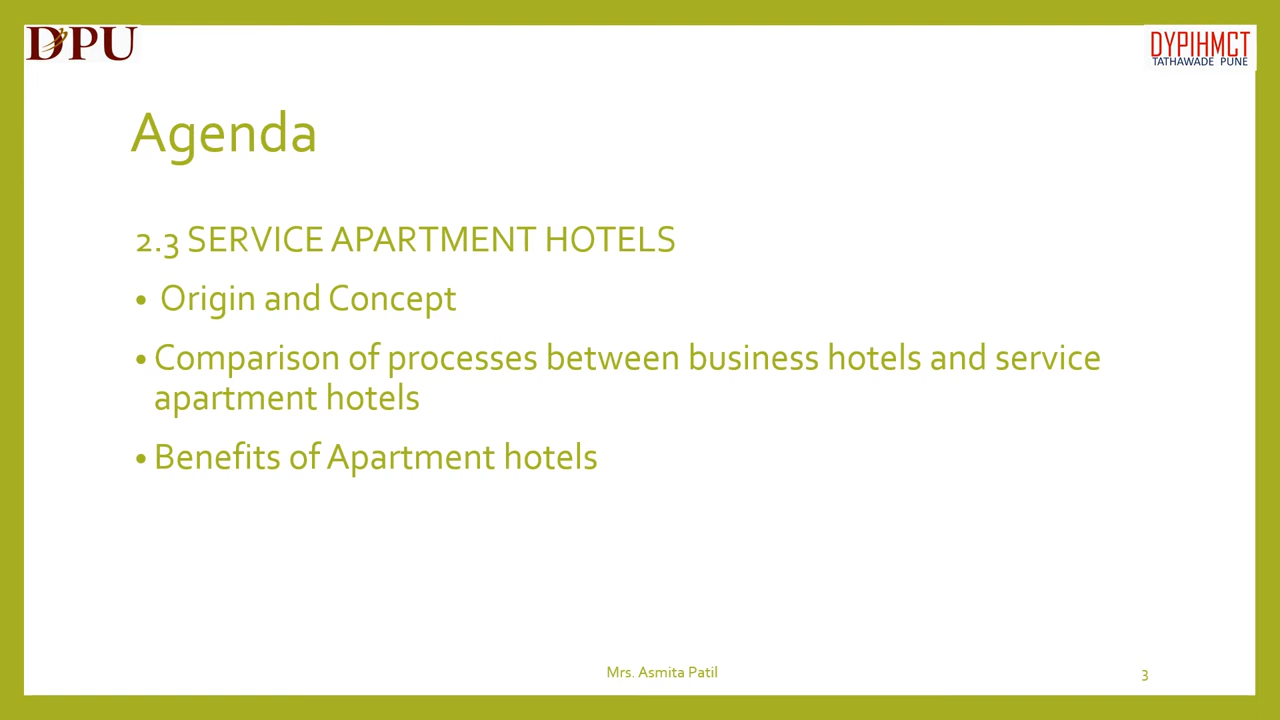 DPU
DYPIHMCT
TATHAWADE PUNE
Agenda
2.3 SERVICE APARTMENT HOTELS
• Origin and Concept
• Comparison of processes between business hotels and service
apartment hotels
• Benefits of Apartment hotels
Mrs. Asmita Patil
3